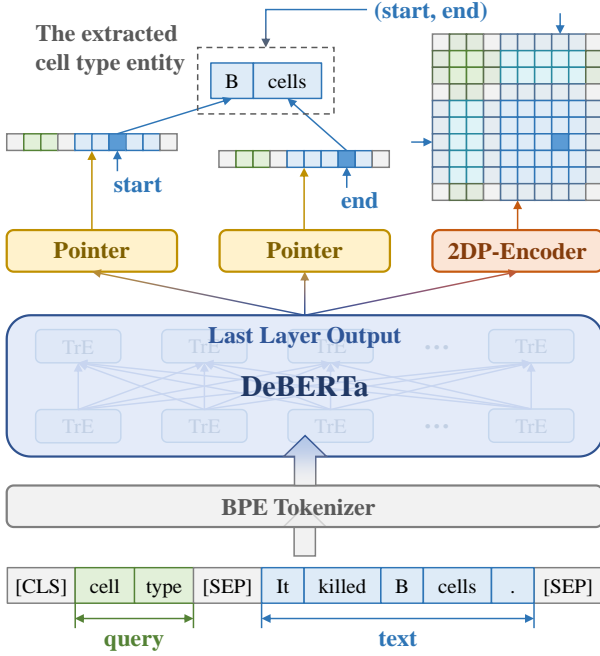 (start, end)
The extracted
cell type entity
B cells
start
end
Pointer Pointer 2DP-Encoder
Last Layer Output
TrE TrE TrE ... TrE
DeBERTa
TrE TrE TrE ... TrE
BPE Tokenizer
[CLS] cell type [SEP] It killed B cells . [SEP]
query text